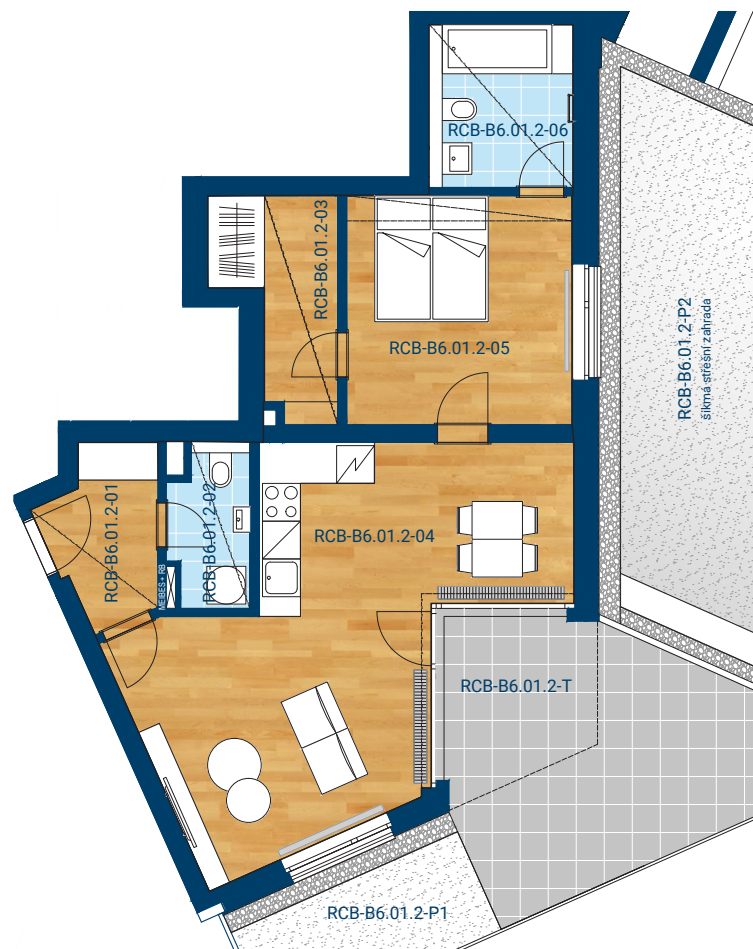 RCB-B6.01.2-06
RCB-B6.01.2-03
RCB-B6.01.2-05
RCB-B6.01.2-P2
šikmá střešní zahrada
RCB-B6.01.2-01
RCB-B6.01.2-02
MEIBES + RB
RCB-B6.01.2-04
RCB-B6.01.2-T
RCB-B6.01.2-P1